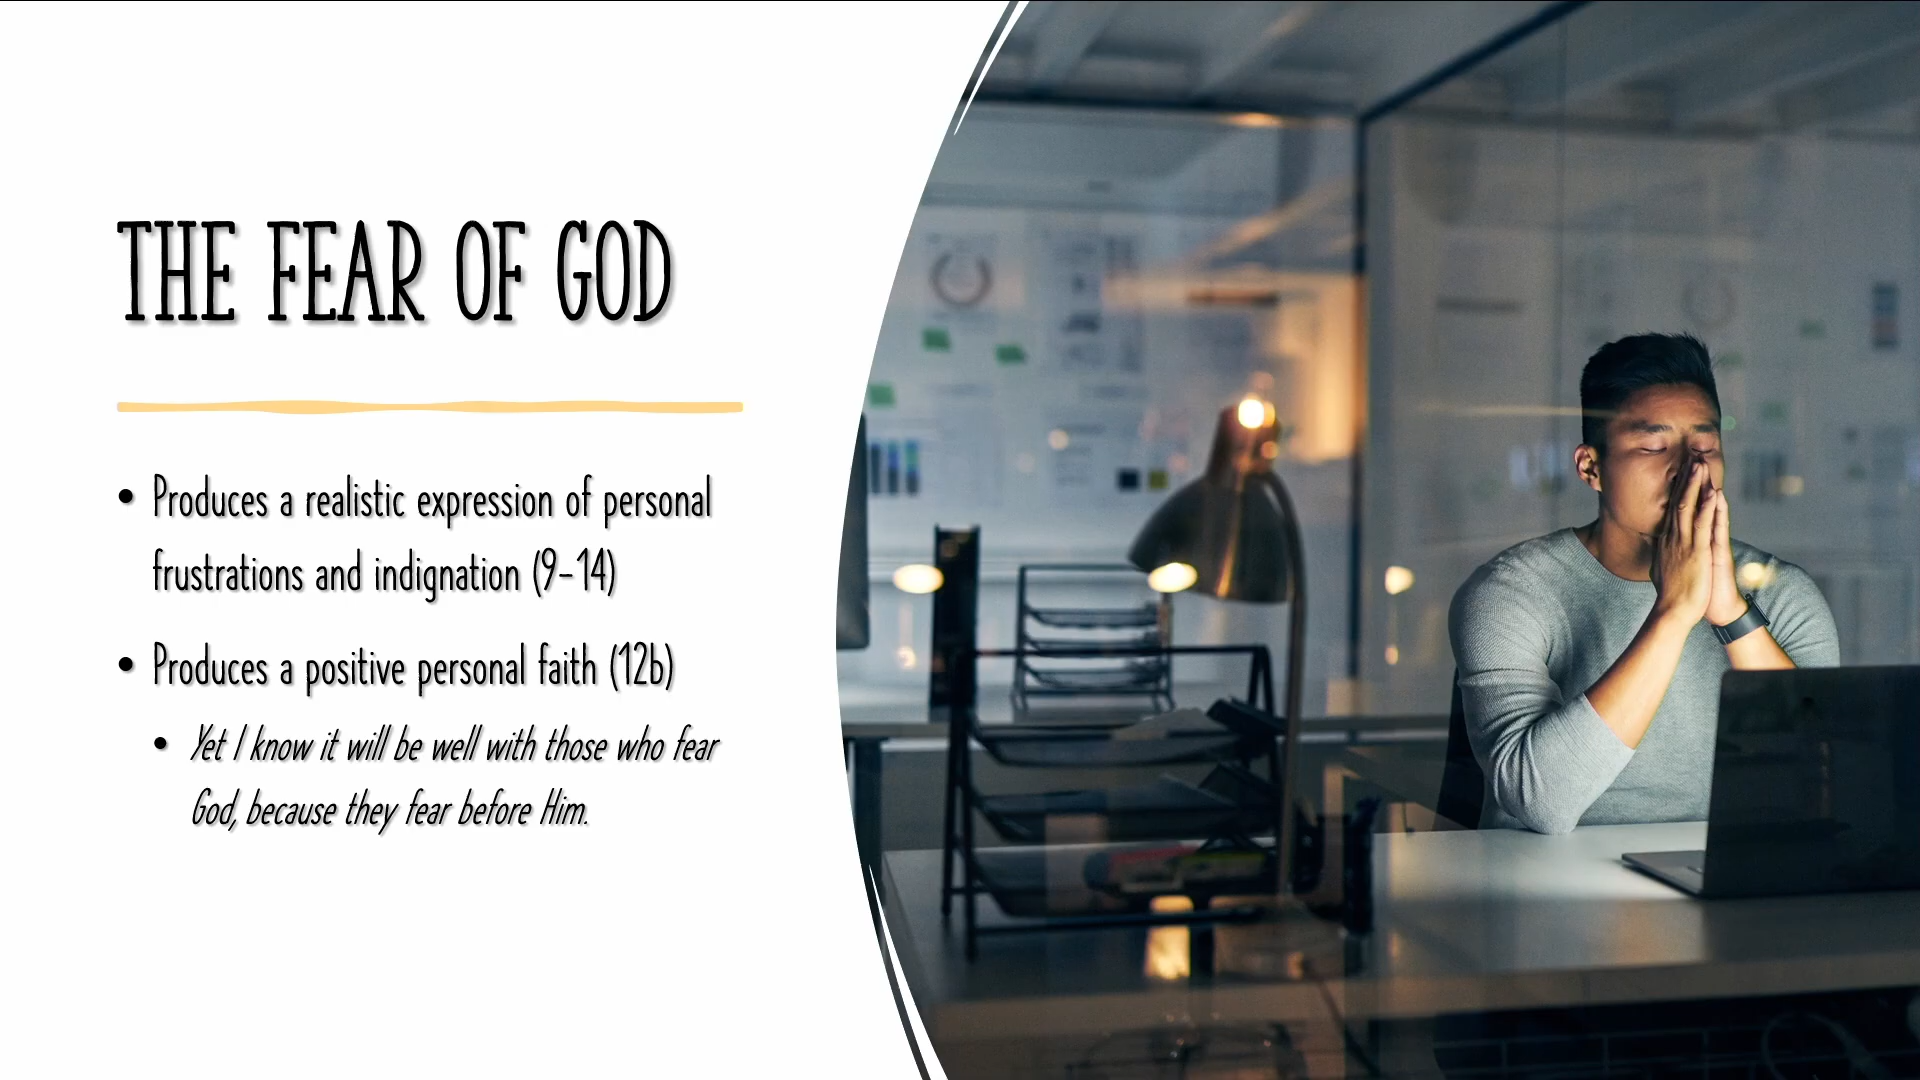 THE FEAR OF GOD
• Produces a realistic expression of personal
frustrations and indignation (9-14)
• Produces a positive personal faith (12b)
• Yet I know it will be well with those who fear
God, because they fear before Him.